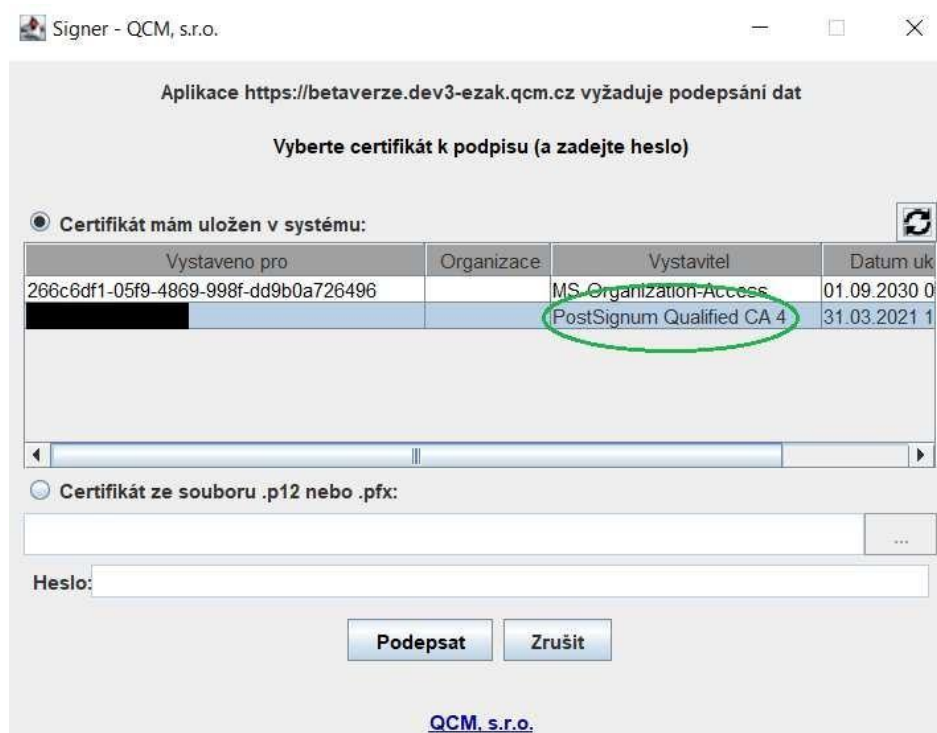 Signer - QCM, s.r.o.
Aplikace https://betaverze.dev3-ezak.qcm.cz vyžaduje podepsání dat
Vyberte certifikát k podpisu (a zadejte heslo)
Certifikát mám uložen v systému:
Vystaveno pro Organizace Vystavitel Datum uk
266c6df1-05f9-4869-998f-dd9b0a726496 MS-Organization-Access 01.09.2030 0
PostSignum Qualified CA 4 31.03.2021 1
Certifikát ze souboru .p12 nebo .pfx:
...
Heslo:
Podepsat Zrušit
QCM, s.r.o.